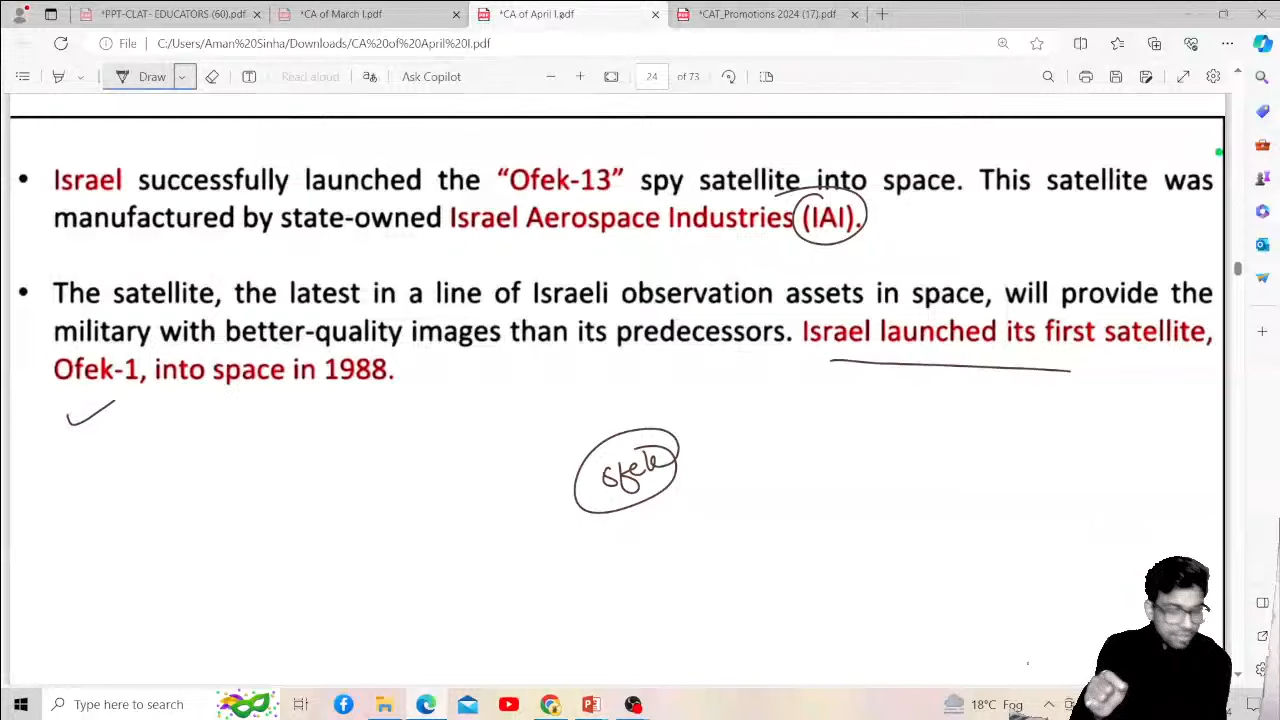 *PPT-CLAT- EDUCATORS (60).pdf
*CA of March I.pdf
*CA of April I.pdf
*CAT_Promotions 2024 (17).pdf
File
C:/Users/Aman%20Sinha/Downloads/CA%20of%20April%20I.pdf
Draw
Read aloud
Ask Copilot
24 of 73
• Israel successfully launched the “Ofek-13” spy satellite into space. This satellite was
manufactured by state-owned Israel Aerospace Industries (IAI).
• The satellite, the latest in a line of Israeli observation assets in space, will provide the
military with better-quality images than its predecessors. Israel launched its first satellite,
Ofek-1, into space in 1988.
Ofek
Type here to search
18°C Fog